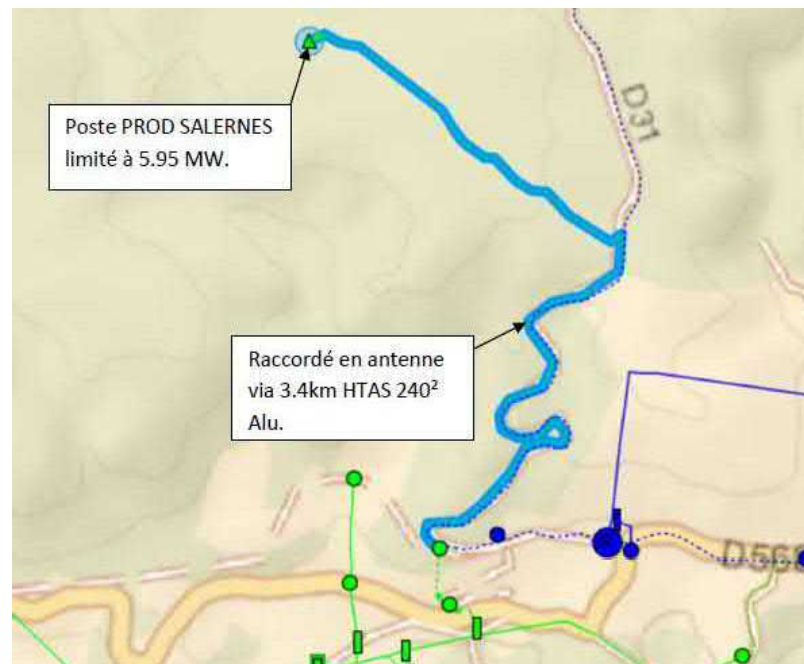 D31
Poste PROD SALERNES
limité à 5.95 MW.
Raccordé en antenne
via 3.4km HTAS 240²
Alu.